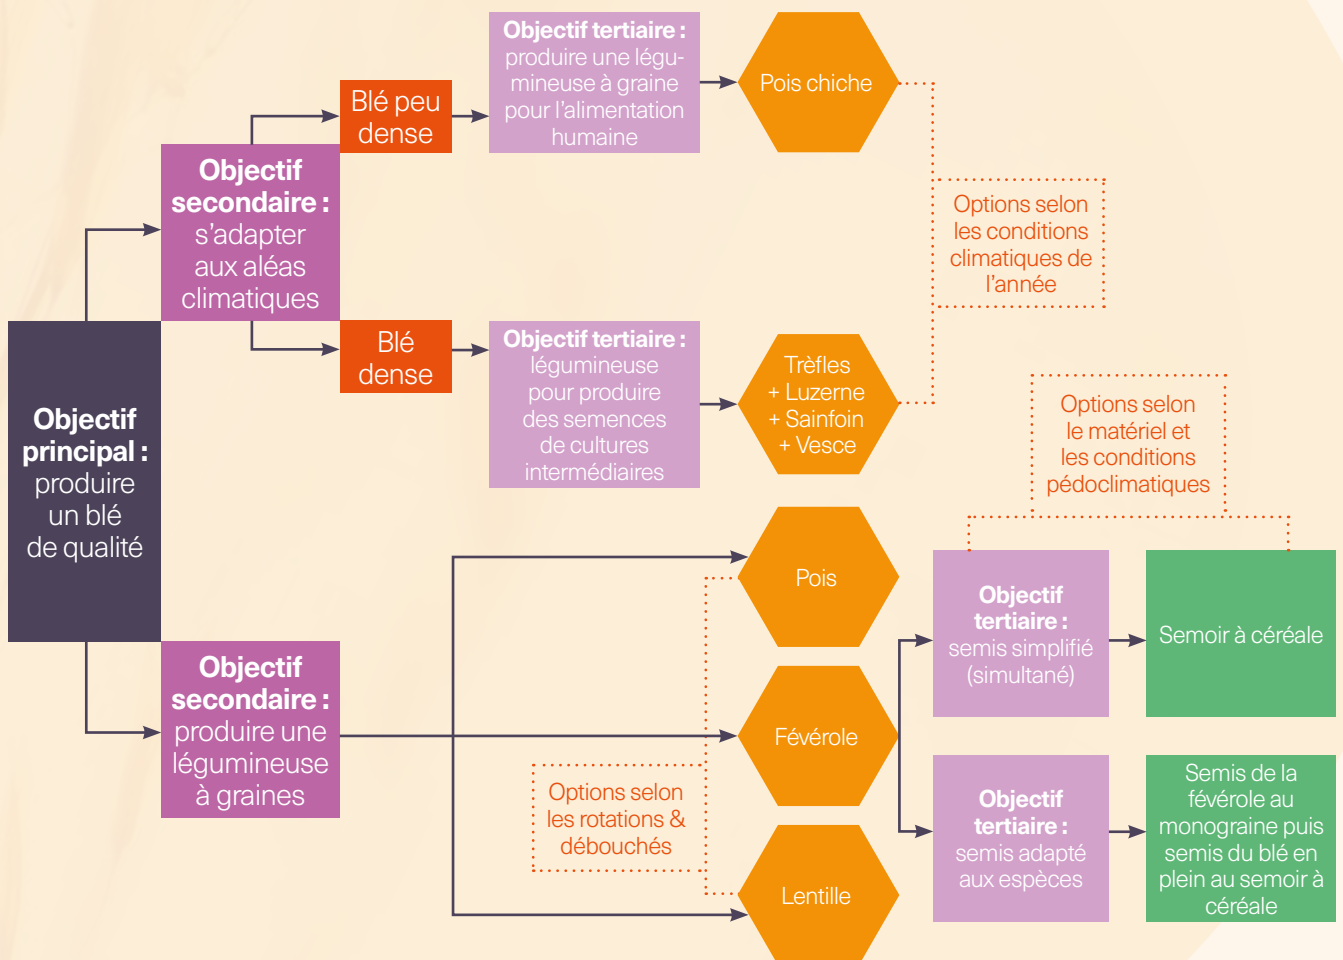 Objectif
principal :
produire
un blé
de qualité
Objectif
secondaire :
s'adapter
aux aléas
climatiques
Blé peu
dense
Objectif tertiaire :
produire une légu-
mineuse à graine
pour l'alimentation
humaine
Pois chiche
Blé
dense
Objectif tertiaire :
légumineuse
pour produire
des semences
de cultures
intermédiaires
Trèfles
+ Luzerne
+ Sainfoin
+ Vesce
Options selon
les conditions
climatiques de
l'année
Objectif
secondaire :
produire une
légumineuse
à graines
Options selon
les rotations &
débouchés
Pois
Févérole
Lentille
Options selon
le matériel et
les conditions
pédoclimatiques
Objectif
tertiaire :
semis simplifié
(simultané)
Semoir à céréale
Objectif
tertiaire :
semis adapté
aux espèces
Semis de la
févérole au
monograine puis
semis du blé en
plein au semoir à
céréale